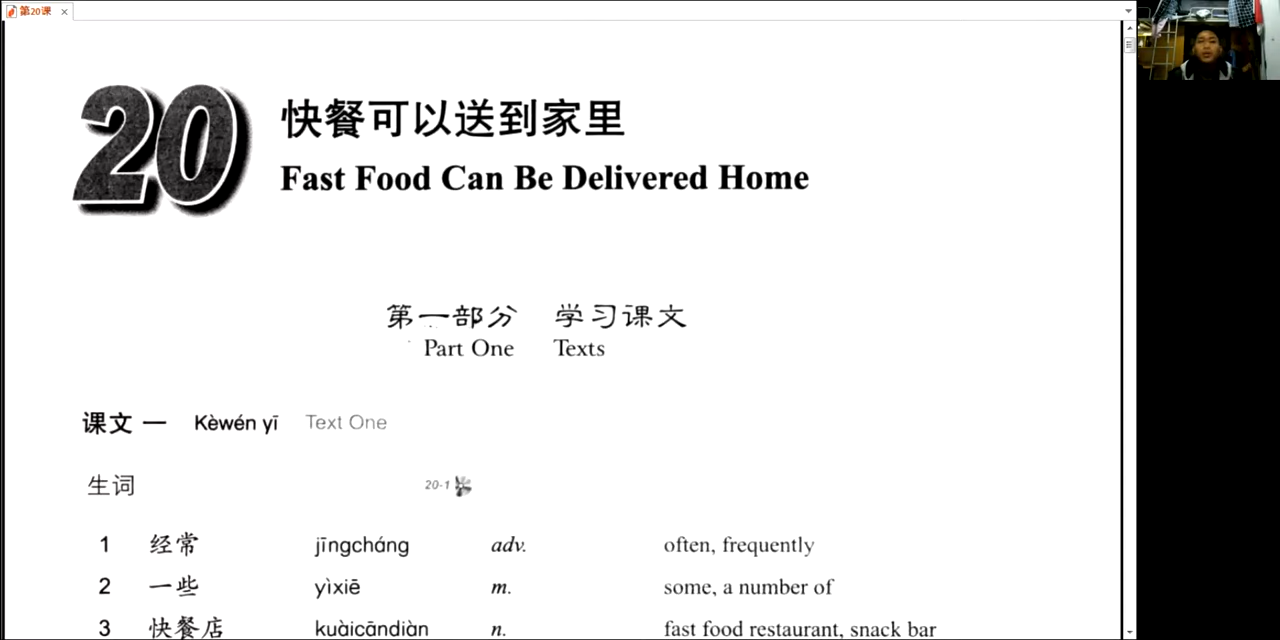 第20课
20
快餐可以送到家里
Fast Food Can Be Delivered Home
第一部分 学习课文
Part One Texts
课文一 Kèwén yī Text One
生词 20-1
1 经常 jīngcháng adv. often, frequently
2 一些 yìxiē m. some, a number of
3 快餐店 kuàicāndiàn n. fast food restaurant, snack bar